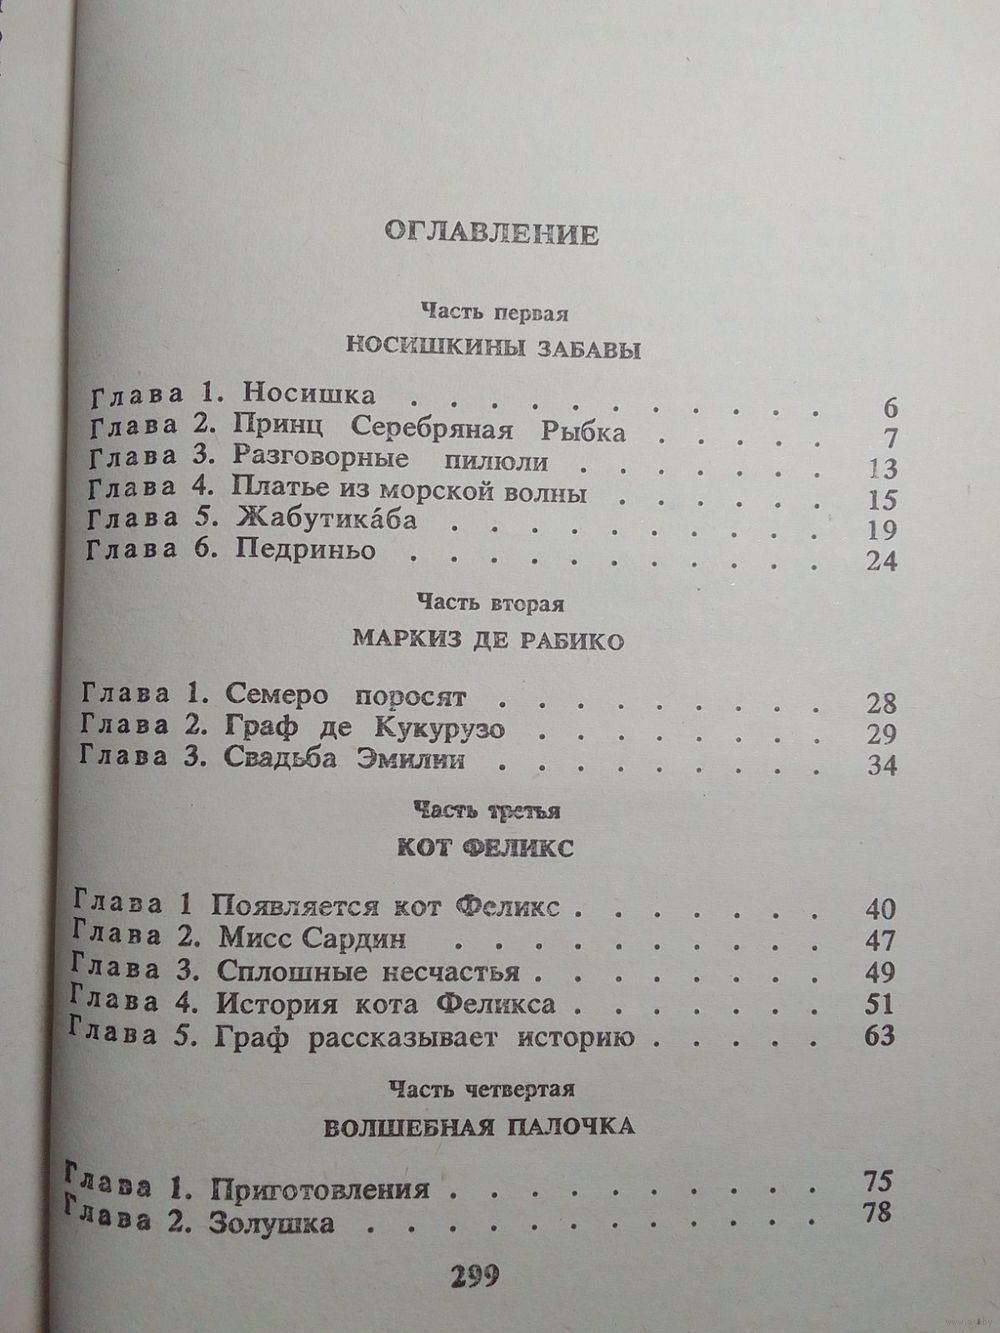 ОГЛАВЛЕНИЕ
Часть первая
НОСИШКИНЫ ЗАБАВЫ
Глава 1. Носишка . . . . . . . . . . . 6
Глава 2. Принц Серебряная Рыбка . . . . . 7
Глава 3. Разговорные пилюли . . . . . . . 13
Глава 4. Платье из морской волны . . . . . . 15
Глава 5. Жабутика́ба . . . . . . . . . . 19
Глава 6. Педриньо . . . . . . . . . . . 24
Часть вторая
МАРКИЗ ДЕ РАБИКО
Глава 1. Семеро поросят . . . . . . . . . 28
Глава 2. Граф де Кукурузо . . . . . . . . 29
Глава 3. Свадьба Эмилии . . . . . . . . . 34
Часть третья
КОТ ФЕЛИКС
Глава 1 Появляется кот Феликс . . . . . . . 40
Глава 2. Мисс Сардин . . . . . . . . . . 47
Глава 3. Сплошные несчастья . . . . . . . . 49
Глава 4. История кота Феликса . . . . . . . 51
Глава 5. Граф рассказывает историю . . . . . 63
Часть четвертая
ВОЛШЕБНАЯ ПАЛОЧКА
Глава 1. Приготовления . . . . . . . . . . 75
Глава 2. Золушка . . . . . . . . . . . . 78
299